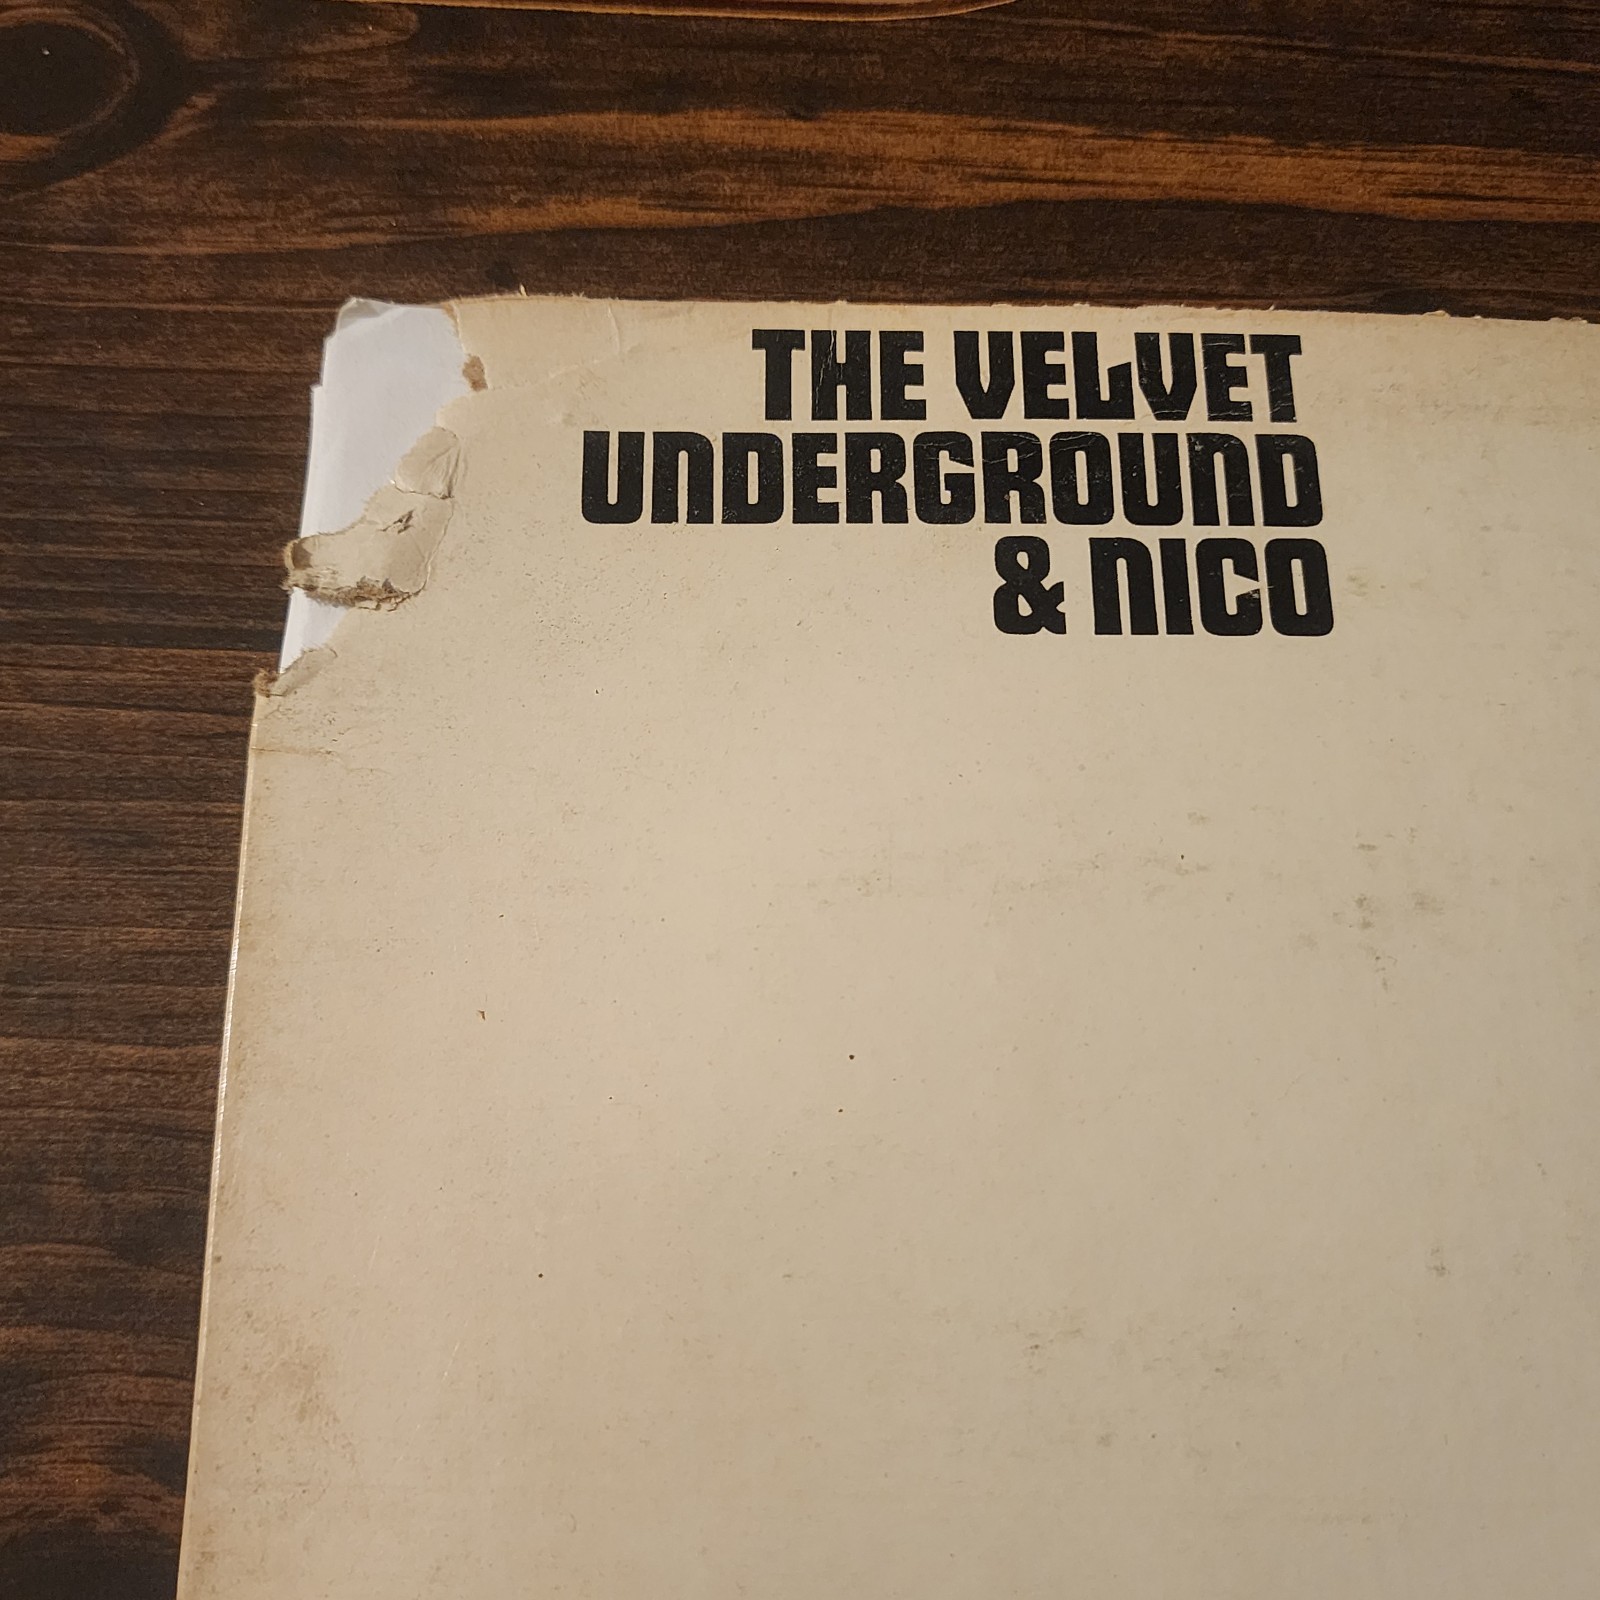 THE VELVET
UNDERGROUND
& NICO